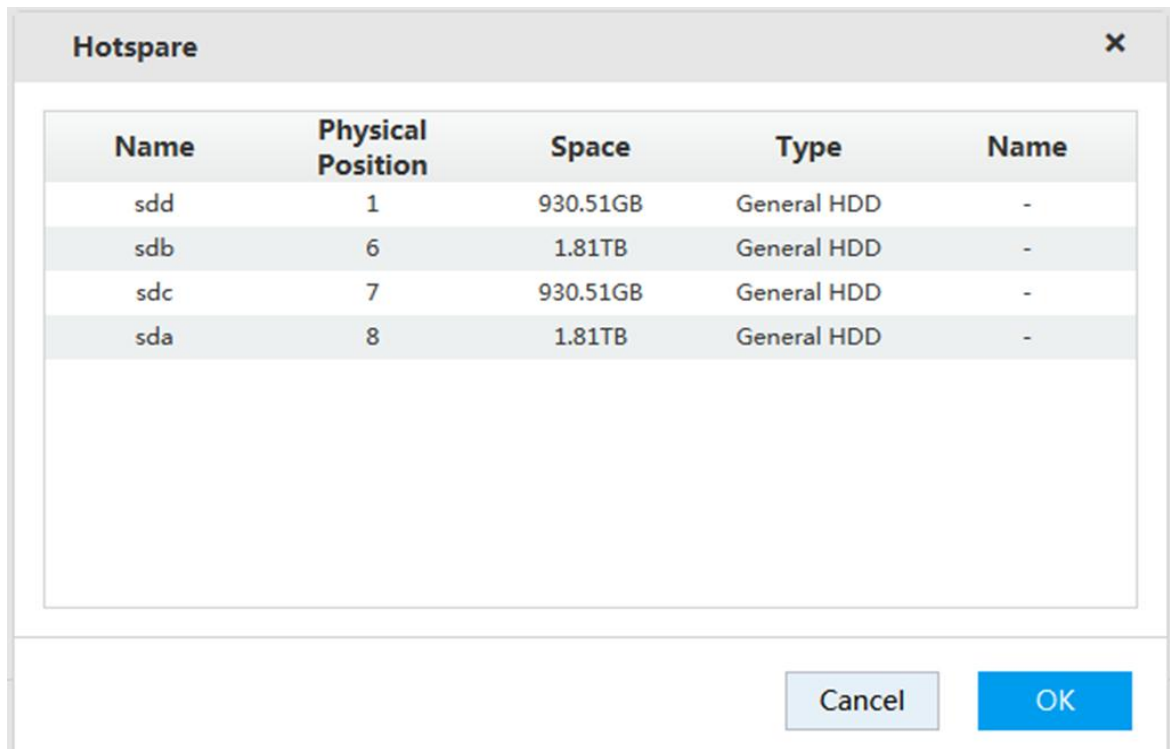 Hotspare ×
Name Physical Position Space Type Name
sdd 1 930.51GB General HDD -
sdb 6 1.81TB General HDD -
sdc 7 930.51GB General HDD -
sda 8 1.81TB General HDD -
Cancel OK